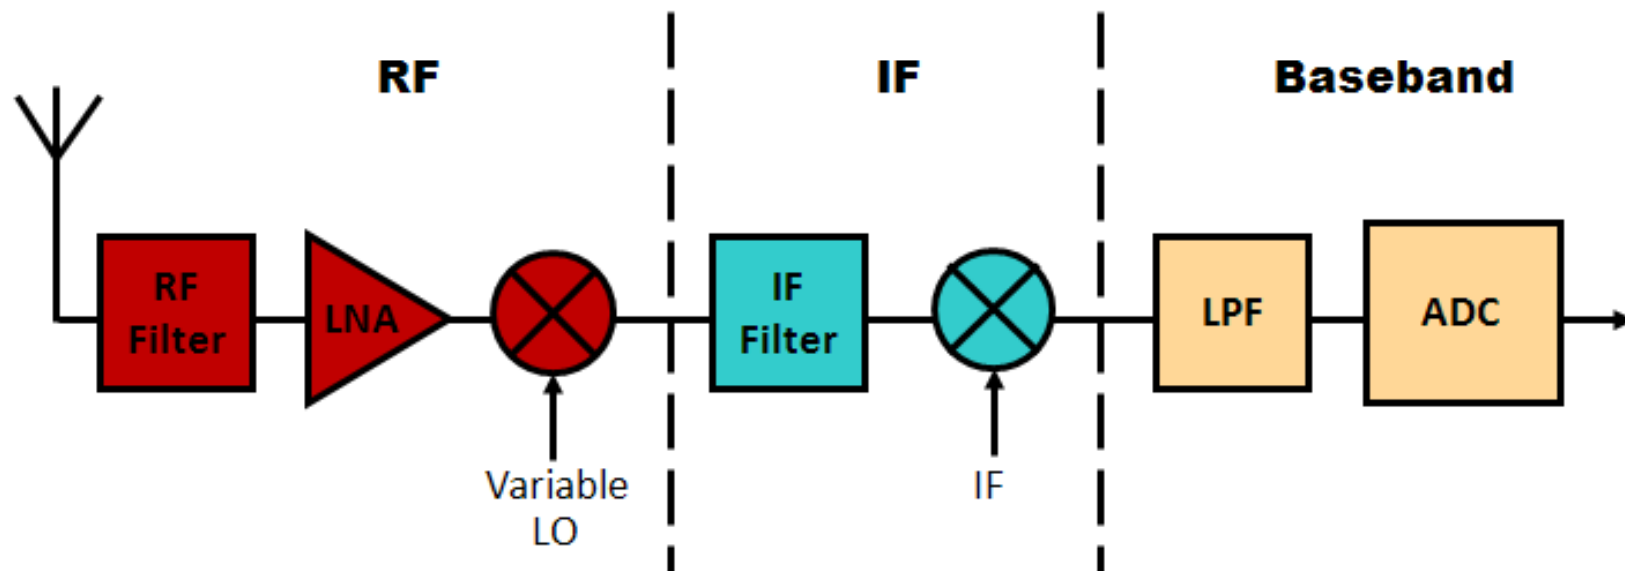 RF
IF
Baseband
RF
Filter
LNA
IF
Filter
LPF
ADC
Variable
LO
IF